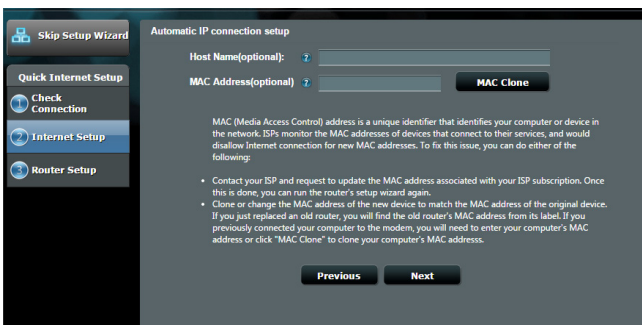 Skip Setup Wizard
Quick Internet Setup
1 Check
Connection
2 Internet Setup
3 Router Setup
Automatic IP connection setup
Host Name(optional): ?
MAC Address(optional) ? MAC Clone
MAC (Media Access Control) address is a unique identifier that identifies your computer or device in
the network. ISPs monitor the MAC addresses of devices that connect to their services, and would
disallow Internet connection for new MAC addresses. To fix this issue, you can do either of the
following:
• Contact your ISP and request to update the MAC address associated with your ISP subscription. Once
this is done, you can run the router's setup wizard again.
• Clone or change the MAC address of the new device to match the MAC address of the original device.
If you just replaced an old router, you will find the old router's MAC address from its label. If you
previously connected your computer to the modem, you will need to enter your computer's MAC
address or click "MAC Clone" to clone your computer's MAC addresss.
Previous Next